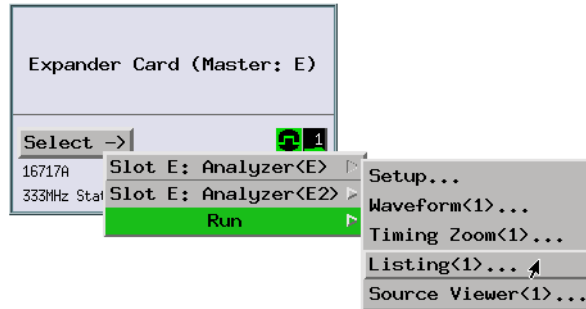 Expander Card (Master: E)
Select ->
1
16717A
333MHz Stat
Slot E: Analyzer<E>
Slot E: Analyzer<E2>
Run
Setup...
Waveform<1>...
Timing Zoom<1>...
Listing<1>...
Source Viewer<1>...